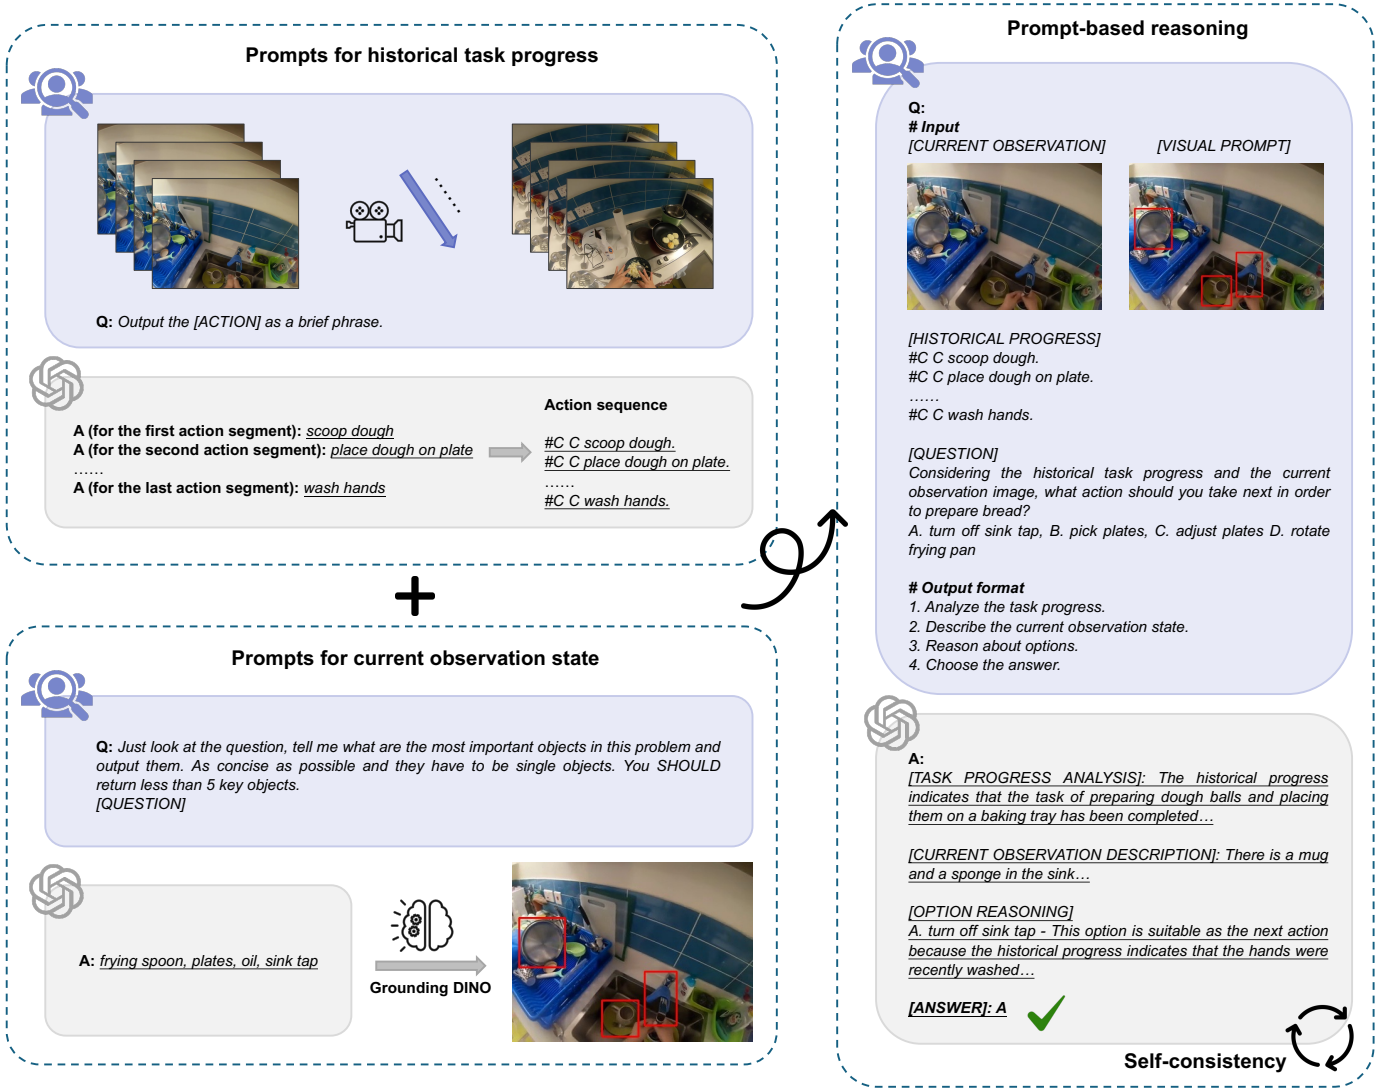 Prompts for historical task progress
Q: Output the [ACTION] as a brief phrase.
A (for the first action segment): scoop dough
A (for the second action segment): place dough on plate
......
A (for the last action segment): wash hands
Action sequence
#C C scoop dough.
#C C place dough on plate.
......
#C C wash hands.
Prompts for current observation state
Q: Just look at the question, tell me what are the most important objects in this problem and
output them. As concise as possible and they have to be single objects. You SHOULD
return less than 5 key objects.
[QUESTION]
A: frying spoon, plates, oil, sink tap
Grounding DINO
Prompt-based reasoning
Q:
# Input
[CURRENT OBSERVATION]
[VISUAL PROMPT]
[HISTORICAL PROGRESS]
#C C scoop dough.
#C C place dough on plate.
......
#C C wash hands.
[QUESTION]
Considering the historical task progress and the current
observation image, what action should you take next in order
to prepare bread?
A. turn off sink tap, B. pick plates, C. adjust plates D. rotate
frying pan
# Output format
1. Analyze the task progress.
2. Describe the current observation state.
3. Reason about options.
4. Choose the answer.
A:
[TASK PROGRESS ANALYSIS]: The historical progress
indicates that the task of preparing dough balls and placing
them on a baking tray has been completed...
[CURRENT OBSERVATION DESCRIPTION]: There is a mug
and a sponge in the sink...
[OPTION REASONING]
A. turn off sink tap - This option is suitable as the next action
because the historical progress indicates that the hands were
recently washed...
[ANSWER]: A
Self-consistency